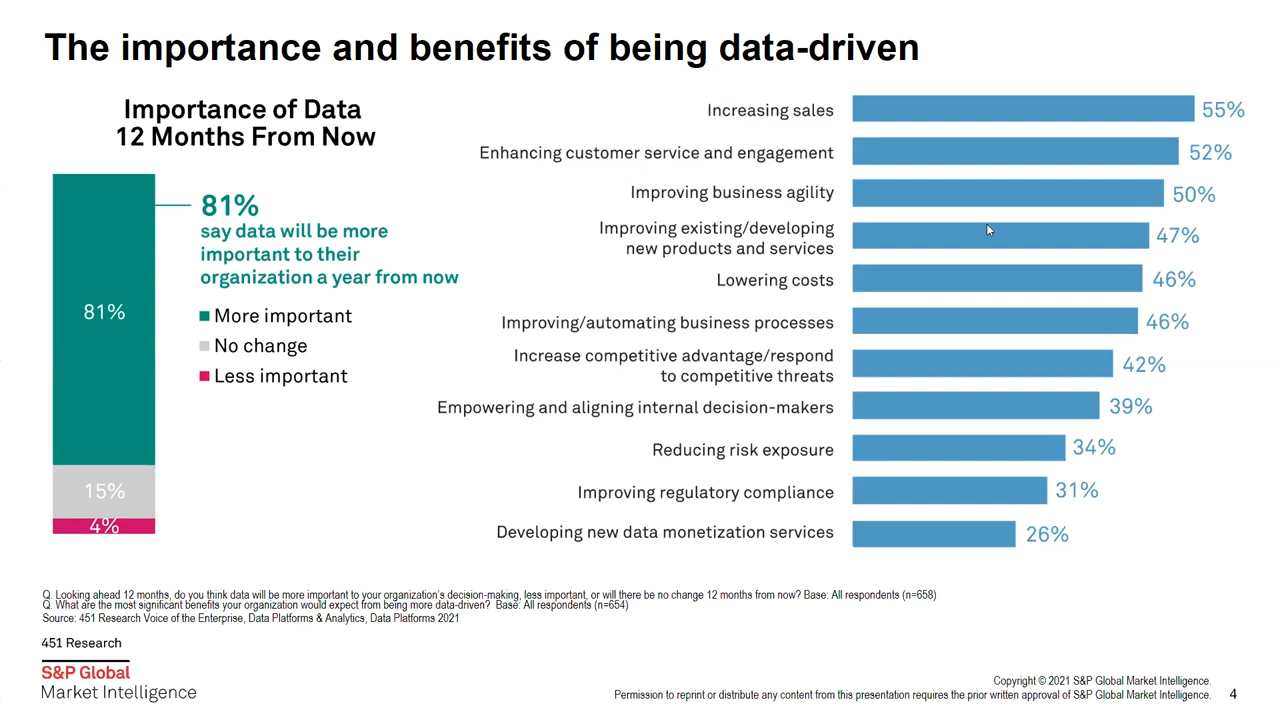 The importance and benefits of being data-driven
Importance of Data
12 Months From Now
81%
say data will be more
important to their
organization a year from now
81%
15%
4%
More important
No change
Less important
Increasing sales 55%
Enhancing customer service and engagement 52%
Improving business agility 50%
Improving existing/developing
new products and services 47%
Lowering costs 46%
Improving/automating business processes 46%
Increase competitive advantage/respond
to competitive threats 42%
Empowering and aligning internal decision-makers 39%
Reducing risk exposure 34%
Improving regulatory compliance 31%
Developing new data monetization services 26%
Q. Looking ahead 12 months, do you think data will be more important to your organization's decision-making, less important, or will there be no change 12 months from now? Base: All respondents (n=658)
Q. What are the most significant benefits your organization would expect from being more data-driven? Base: All respondents (n=654)
Source: 451 Research Voice of the Enterprise, Data Platforms & Analytics, Data Platforms 2021
451 Research
S&P Global
Market Intelligence
Copyright © 2021 S&P Global Market Intelligence.
Permission to reprint or distribute any content from this presentation requires the prior written approval of S&P Global Market Intelligence.
4